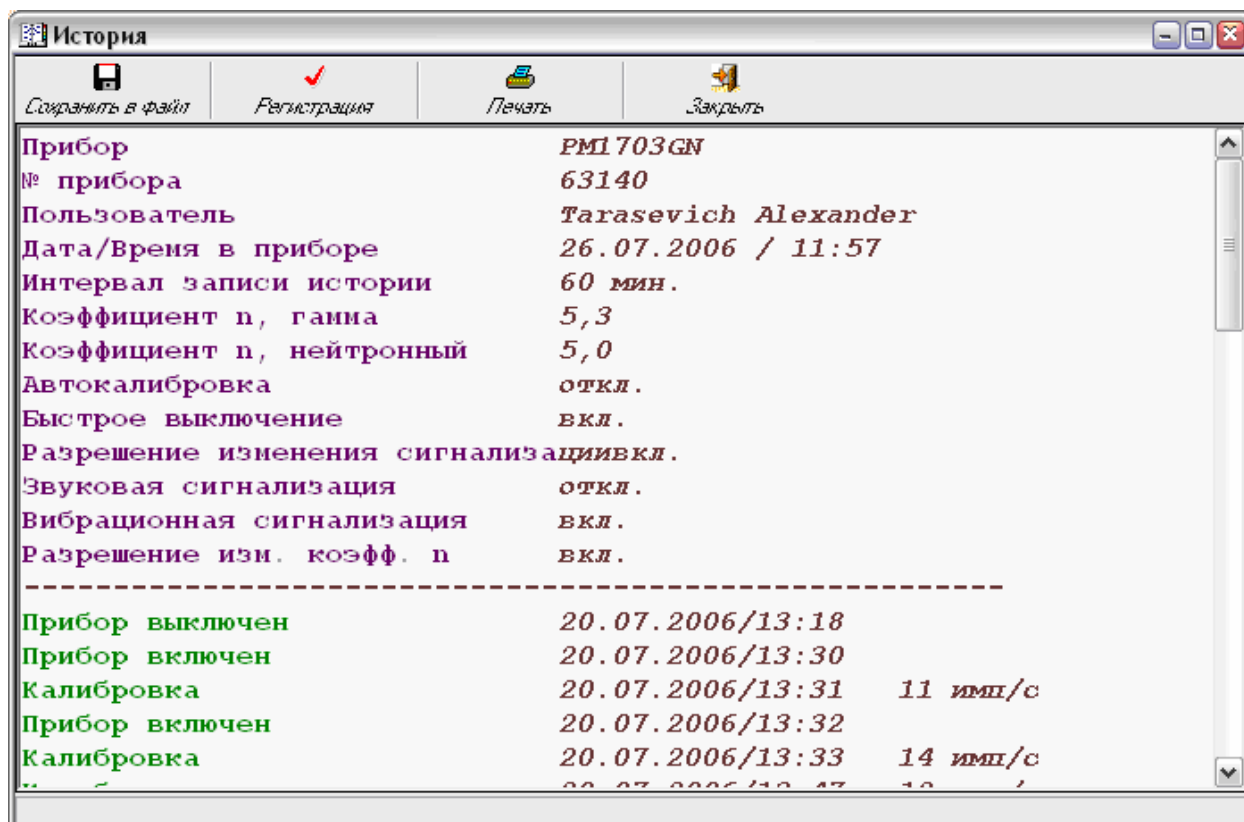 История
Сохранить в файл Регистрация Печать Закрыть
Прибор PM1703GN
№ прибора 63140
Пользователь Tarasevich Alexander
Дата/Время в приборе 26.07.2006 / 11:57
Интервал записи истории 60 мин.
Коэффициент n, гамма 5,3
Коэффициент n, нейтронный 5,0
Автокалибровка откл.
Быстрое выключение вкл.
Разрешение изменения сигнализациивкл.
Звуковая сигнализация откл.
Вибрационная сигнализация вкл.
Разрешение изм. коэфф. n вкл.
-------------------------------------------------------
Прибор выключен 20.07.2006/13:18
Прибор включен 20.07.2006/13:30
Калибровка 20.07.2006/13:31 11 имп/с
Прибор включен 20.07.2006/13:32
Калибровка 20.07.2006/13:33 14 имп/с